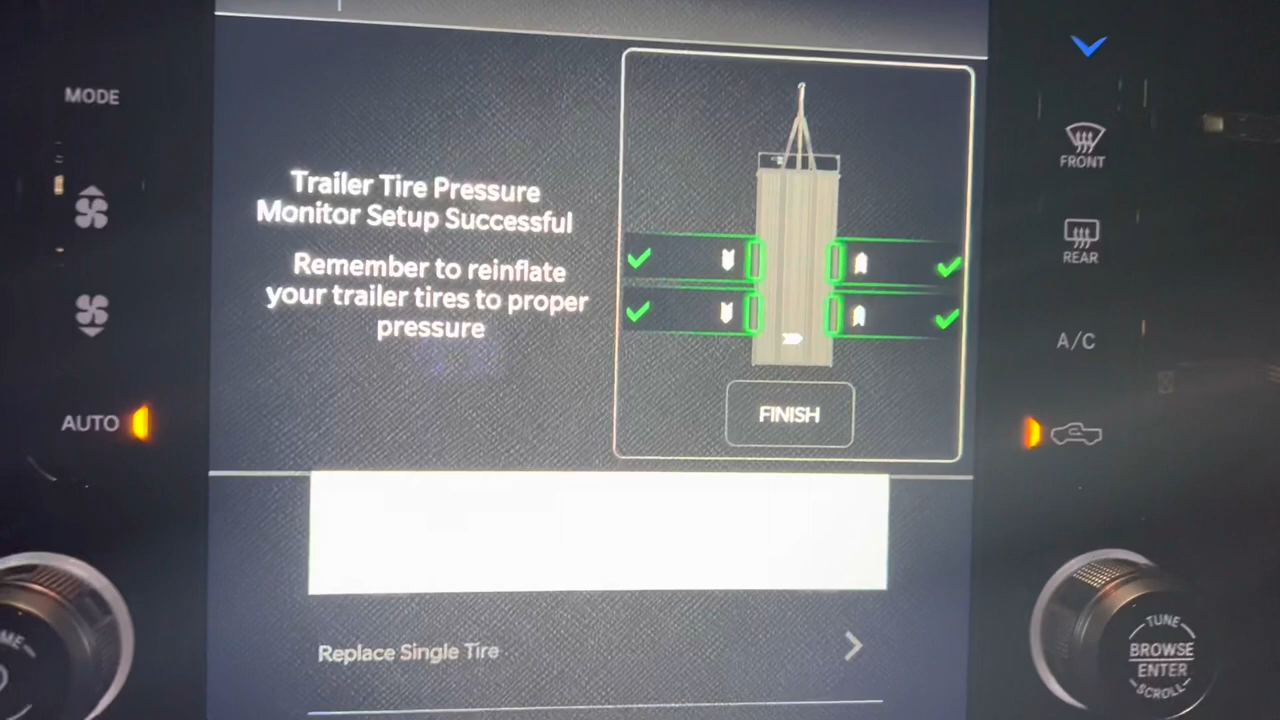 MODE
AUTO
Trailer Tire Pressure
Monitor Setup Successful
Remember to reinflate
your trailer tires to proper
pressure
FINISH
Replace Single Tire
FRONT
REAR
A/C
TUNE
BROWSE
ENTER
SCROLL